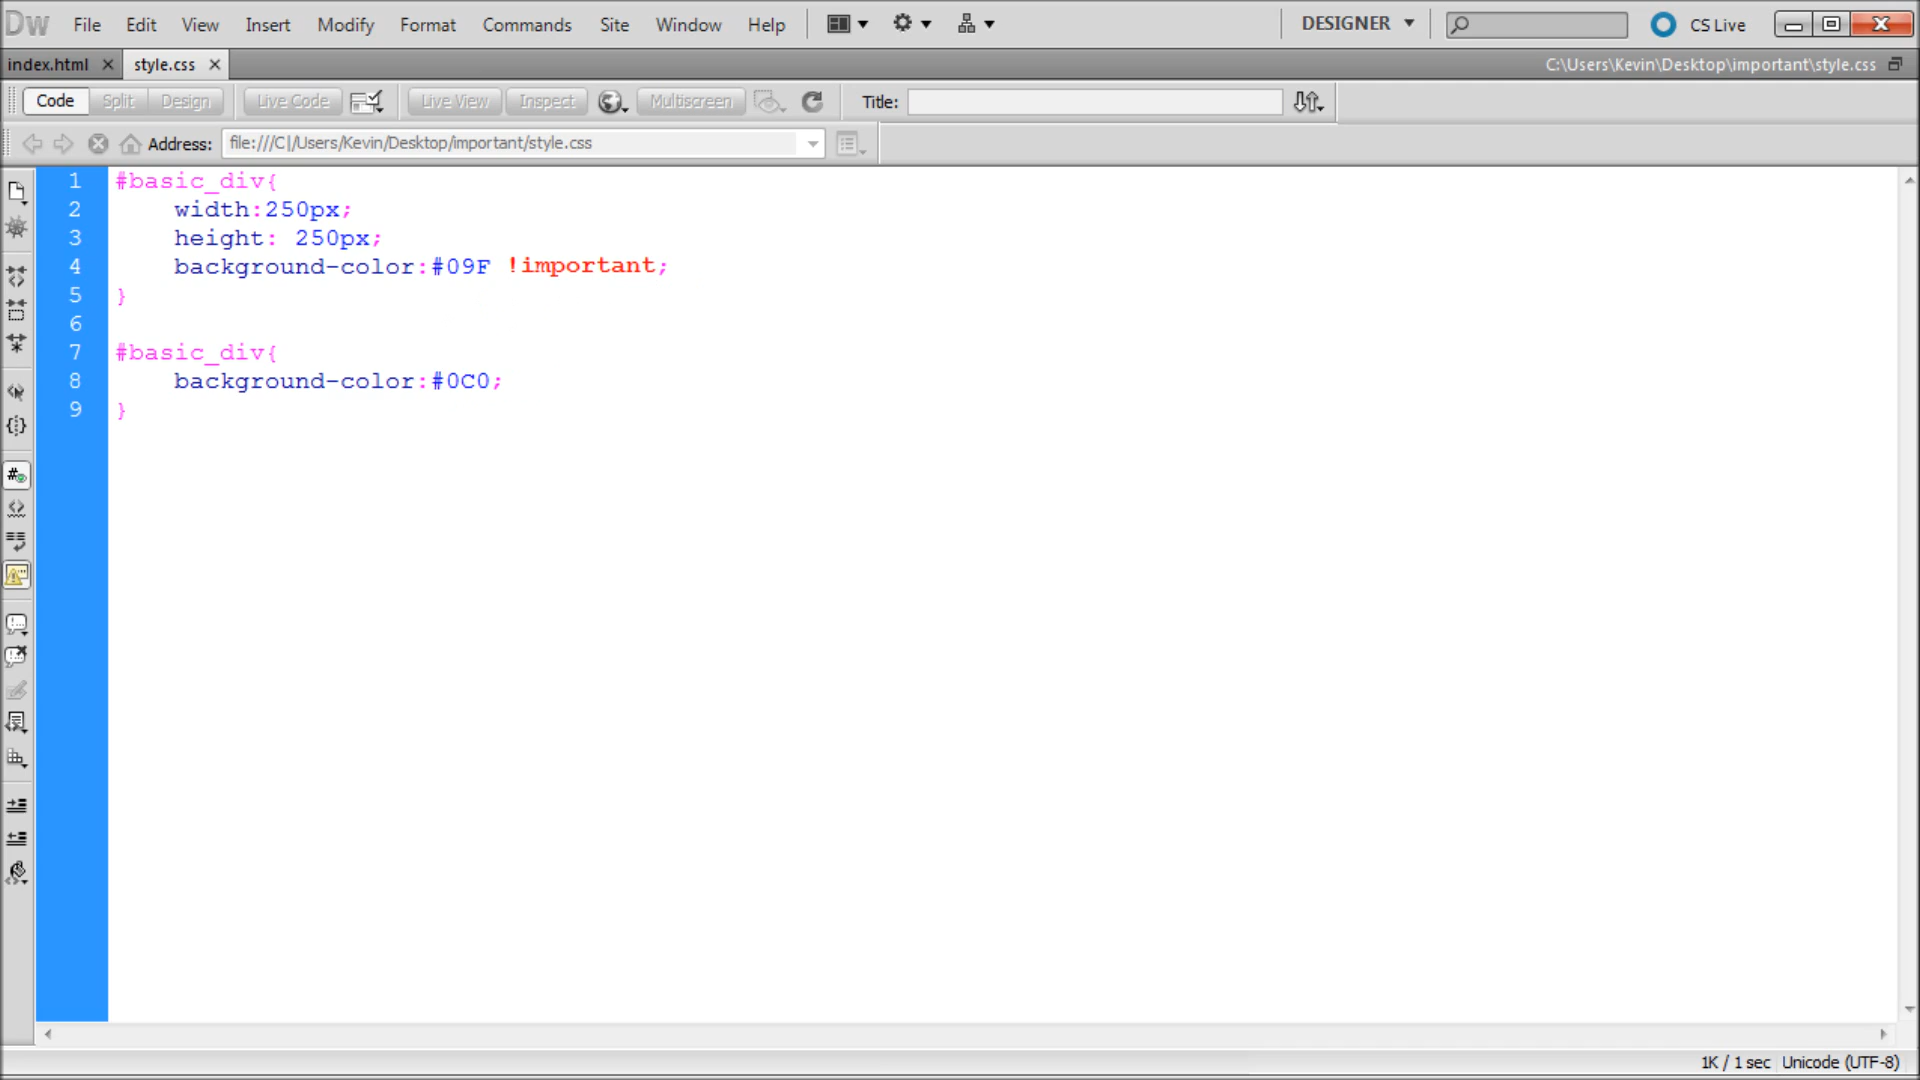 Dw File Edit View Insert Modify Format Commands Site Window Help DESIGNER CS Live
index.html style.css C:\Users\Kevin\Desktop\important\style.css
Code Split Design Live Code Live View Inspect Multiscreen Title:
Address: file:///C|/Users/Kevin/Desktop/important/style.css
1 #basic_div{
2 width:250px;
3 height: 250px;
4 background-color:#09F !important;
5 }
6
7 #basic_div{
8 background-color:#0C0;
9 }
1K / 1 sec Unicode (UTF-8)